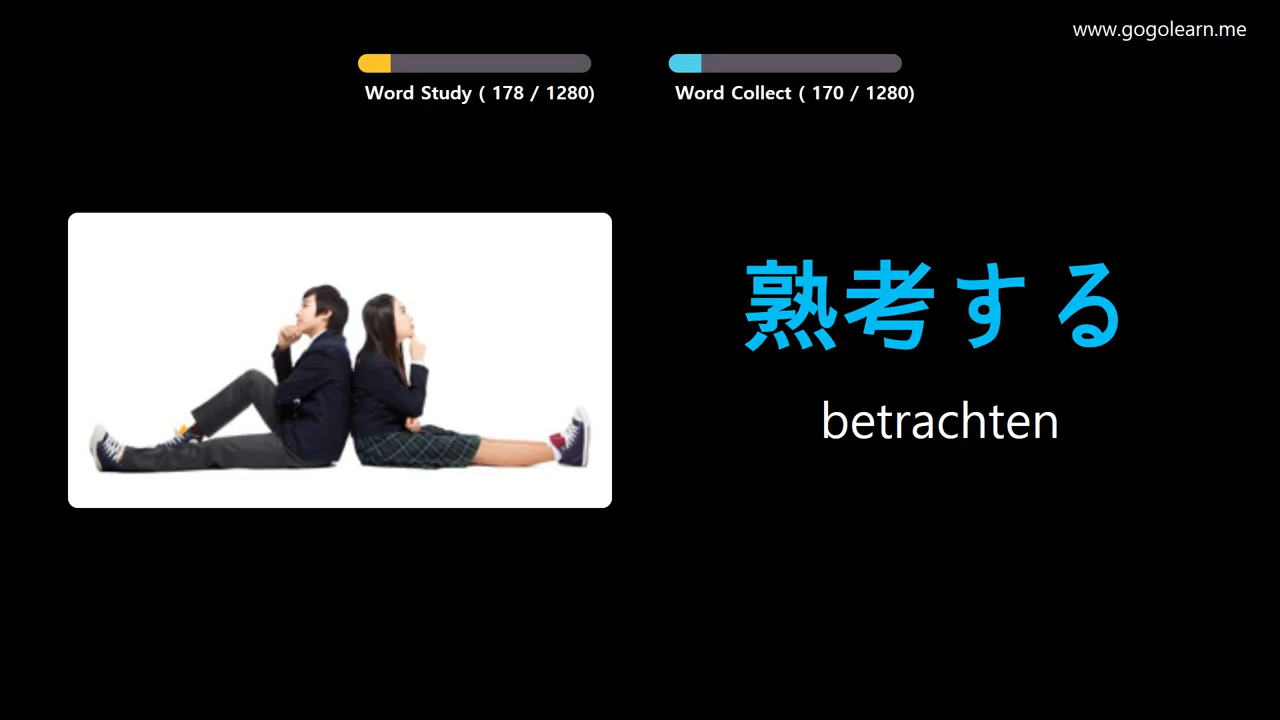 www.gogolearn.me
Word Study ( 178 / 1280)
Word Collect ( 170 / 1280)
熟考する
betrachten